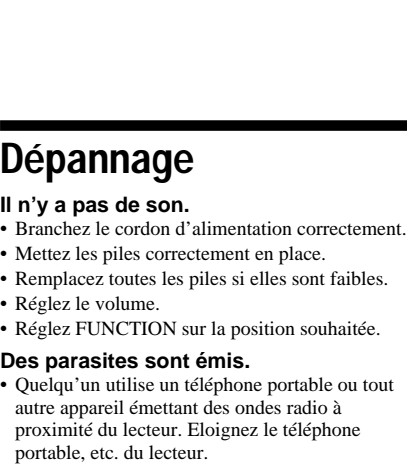 Dépannage
Il n’y a pas de son.
• Branchez le cordon d’alimentation correctement.
• Mettez les piles correctement en place.
• Remplacez toutes les piles si elles sont faibles.
• Réglez le volume.
• Réglez FUNCTION sur la position souhaitée.
Des parasites sont émis.
• Quelqu’un utilise un téléphone portable ou tout
autre appareil émettant des ondes radio à
proximité du lecteur. Eloignez le téléphone
portable, etc. du lecteur.